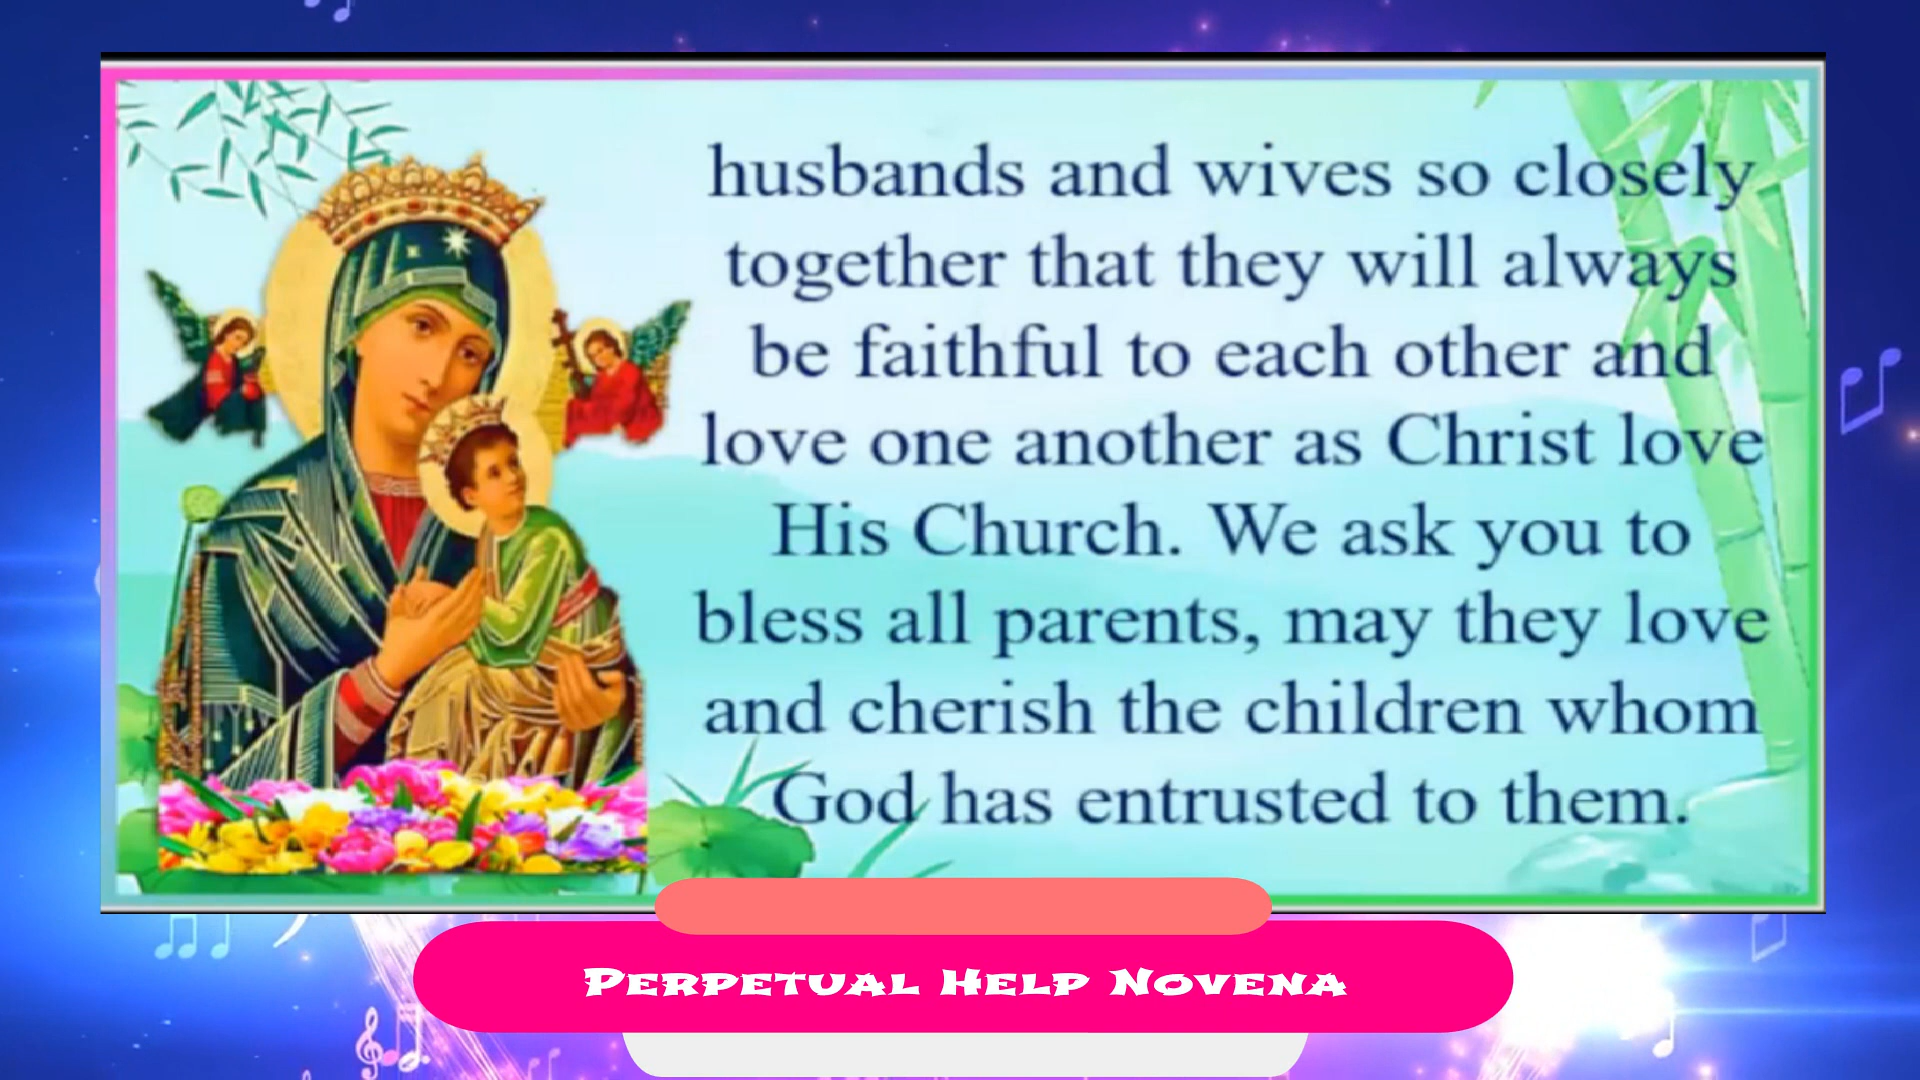 husbands and wives so closely
together that they will always
be faithful to each other and
love one another as Christ love
His Church. We ask you to
bless all parents, may they love
and cherish the children whom
God has entrusted to them.
Perpetual Help Novena